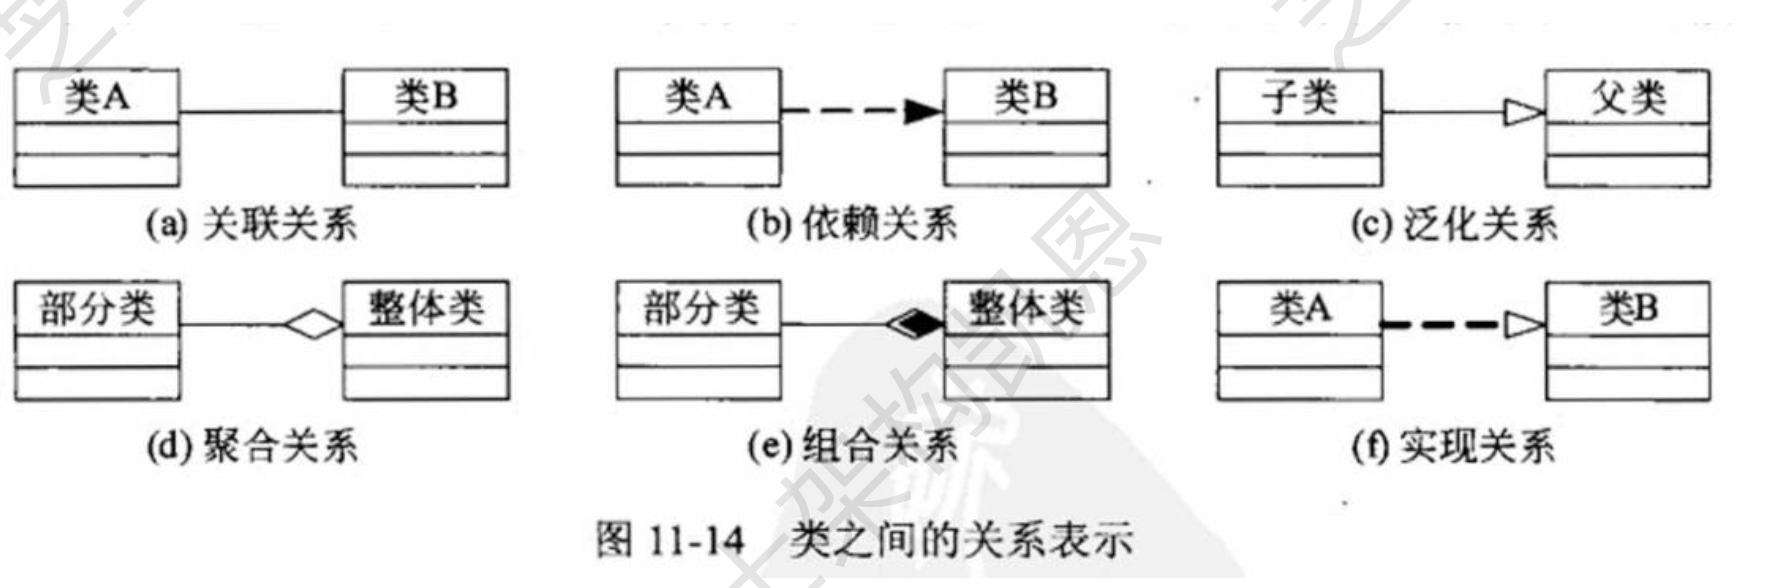 类A 类B 类A 类B 子类 父类
(a) 关联关系 (b) 依赖关系 (c) 泛化关系
部分类 整体类 部分类 整体类 类A 类B
(d) 聚合关系 (e) 组合关系 (f) 实现关系
图 11-14 类之间的关系表示